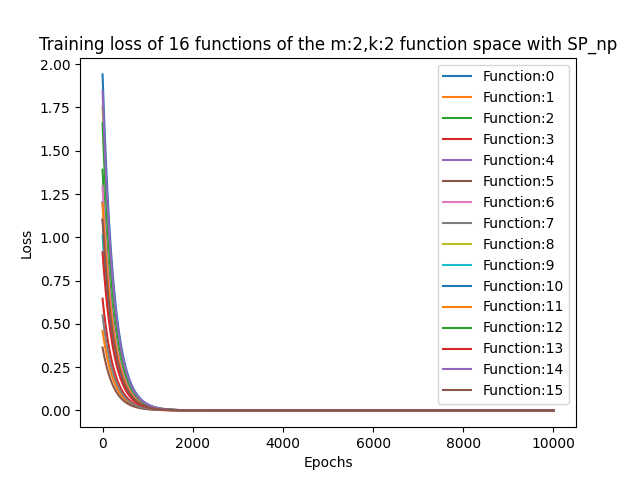 Training loss of 16 functions of the m:2,k:2 function space with SP_np
2.00
1.75
1.50
1.25
1.00
0.75
0.50
0.25
0.00
Loss
0 2000 4000 6000 8000 10000
Epochs
Function:0
Function:1
Function:2
Function:3
Function:4
Function:5
Function:6
Function:7
Function:8
Function:9
Function:10
Function:11
Function:12
Function:13
Function:14
Function:15